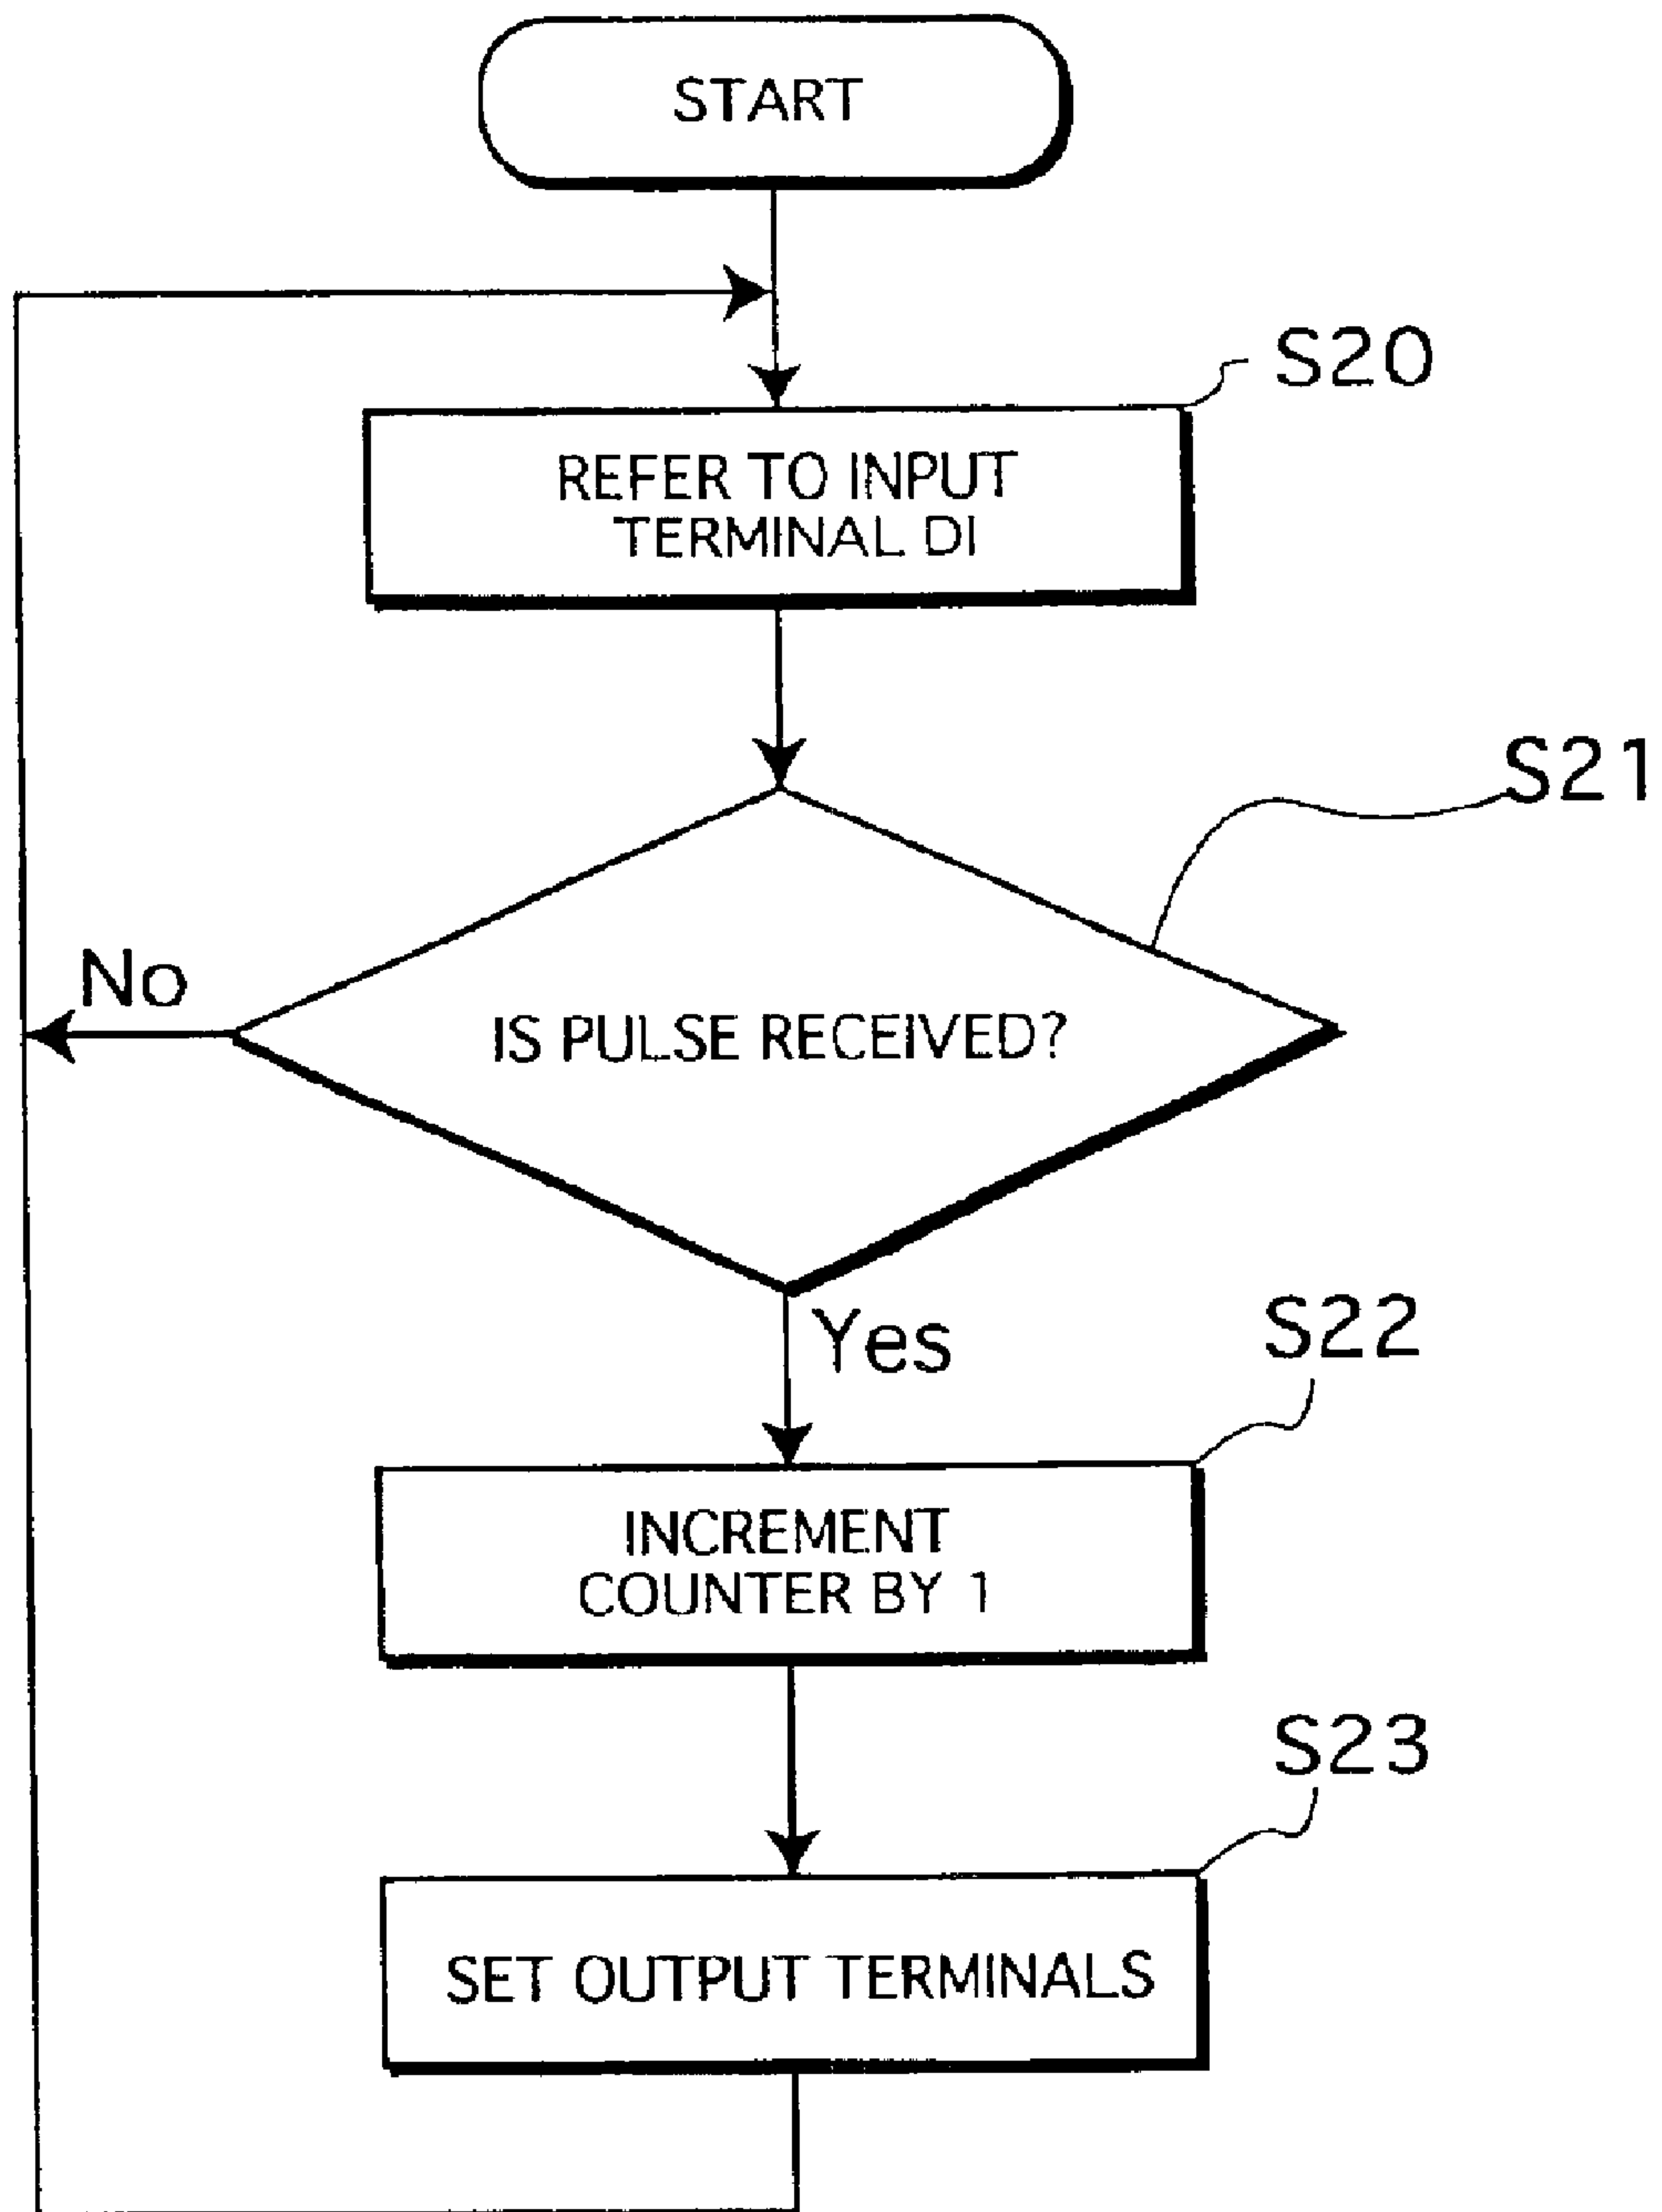 START
S20
REFER TO INPUT
TERMINAL DI
S21
No
IS PULSE RECEIVED?
Yes
S22
INCREMENT
COUNTER BY 1
S23
SET OUTPUT TERMINALS